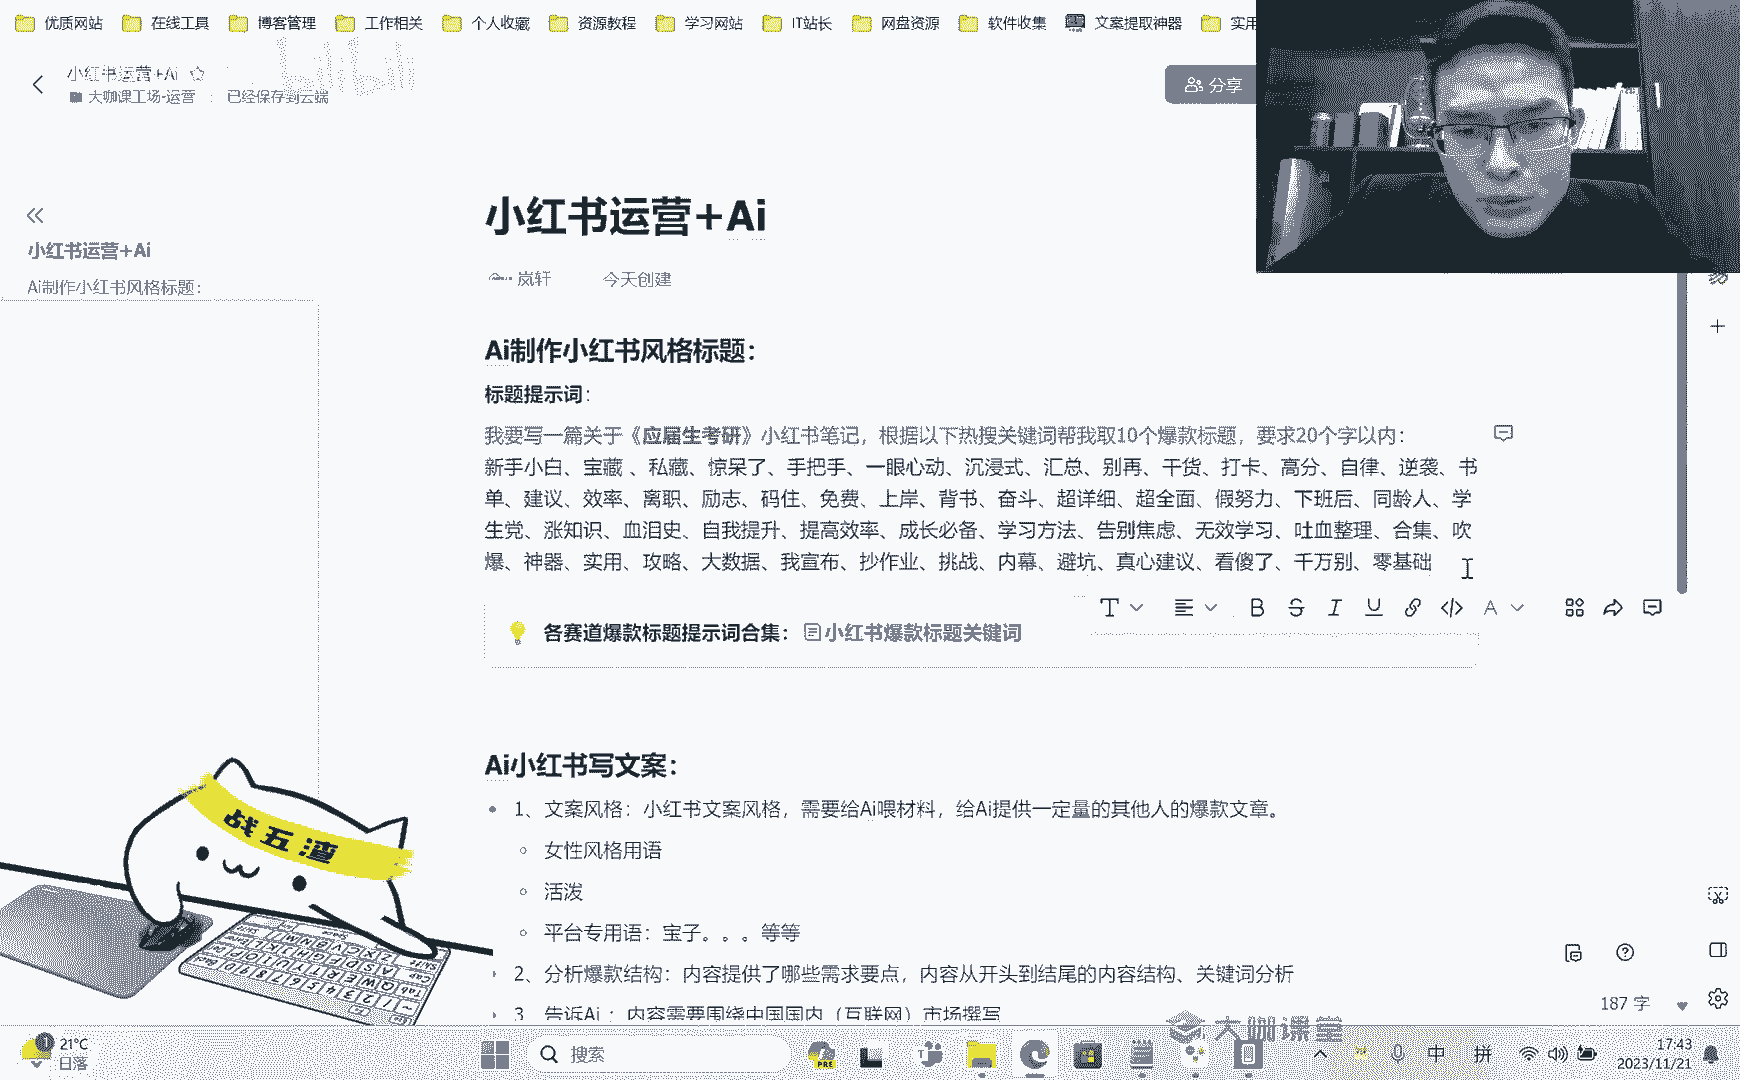 优质网站 在线工具 博客管理 工作相关 个人收藏 资源教程 学习网站 IT站长 网盘资源 软件收集 文案提取神器 实用
小红书运营+Ai
bilibili
大咖课工场-运营 : 已经保存到云端
分享
小红书运营+Ai
Ai制作小红书风格标题：
小红书运营+Ai
岚轩 今天创建
Ai制作小红书风格标题：
标题提示词：
我要写一篇关于《应届生考研》小红书笔记，根据以下热搜关键词帮我取10个爆款标题，要求20个字以内：
新手小白、宝藏 、私藏、惊呆了、手把手、一眼心动、沉浸式、汇总、别再、干货、打卡、高分、自律、逆袭、书
单、建议、效率、离职、励志、码住、免费、上岸、背书、奋斗、超详细、超全面、假努力、下班后、同龄人、学
生党、涨知识、血泪史、自我提升、提高效率、成长必备、学习方法、告别焦虑、无效学习、吐血整理、合集、吹
爆、神器、实用、攻略、大数据、我宣布、抄作业、挑战、内幕、避坑、真心建议、看傻了、千万别、零基础
各赛道爆款标题提示词合集： 小红书爆款标题关键词
Ai小红书写文案：
1、文案风格：小红书文案风格，需要给Ai喂材料，给Ai提供一定量的其他人的爆款文章。
女性风格用语
活泼
平台专用语：宝子。。。等等
2、分析爆款结构：内容提供了哪些需求要点，内容从开头到结尾的内容结构、关键词分析
3、告诉Ai：内容需要围绕中国国内（互联网）市场撰写
187 字
战五渣
大咖课堂
21°C
日落
搜索
PRE
中 拼
17:43
2023/11/21